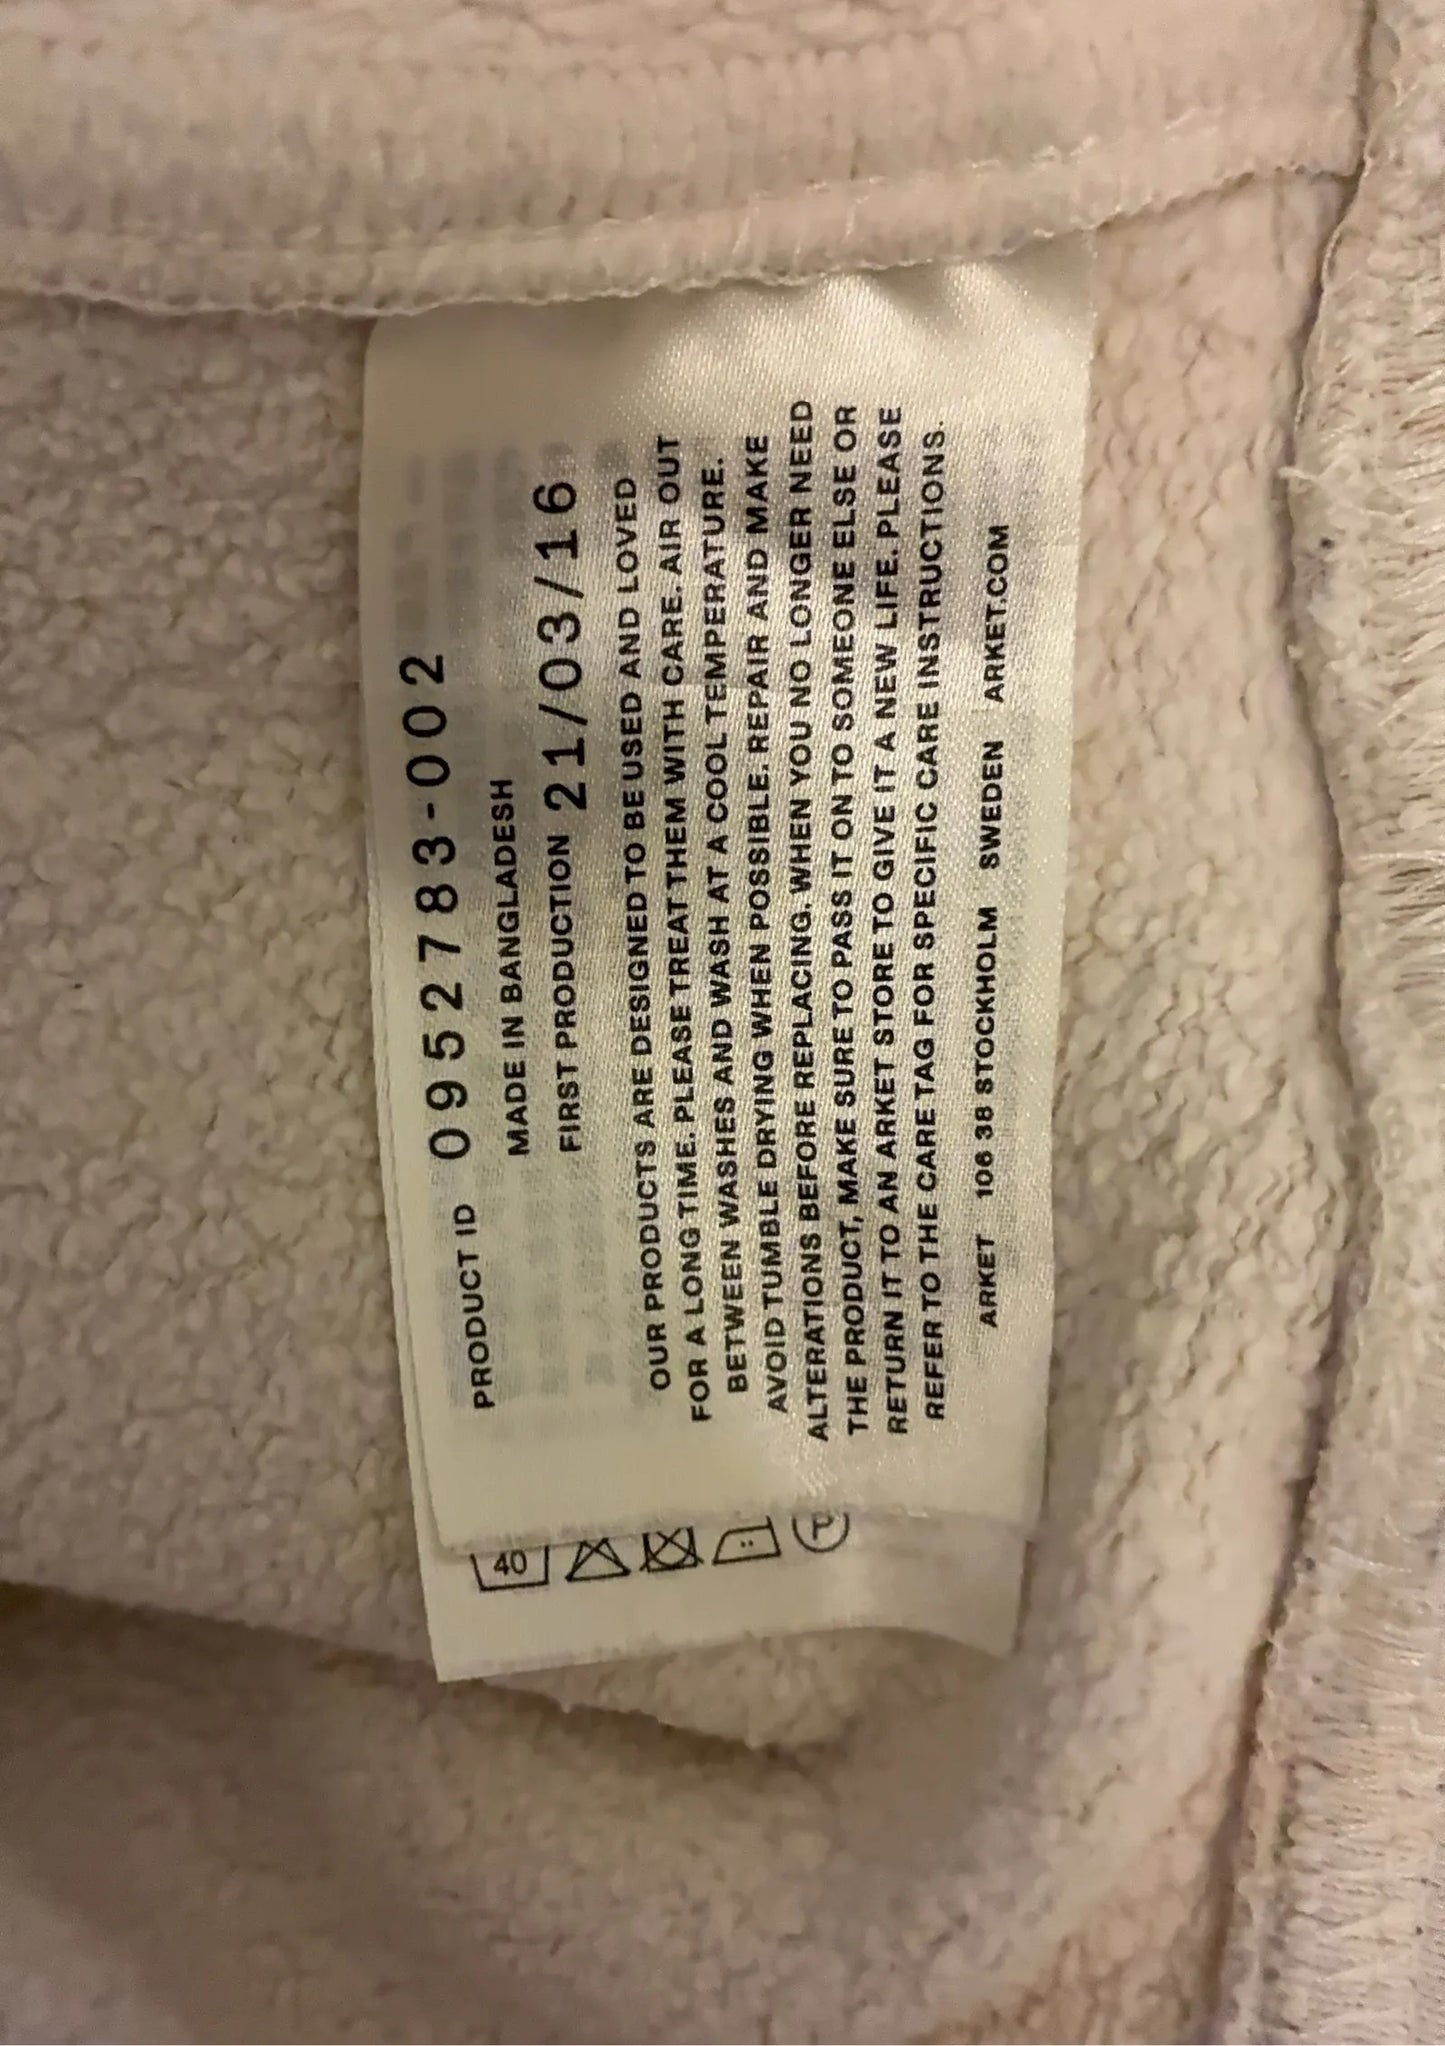 PRODUCT ID 0952783-002
MADE IN BANGLADESH
FIRST PRODUCTION 21/03/16
OUR PRODUCTS ARE DESIGNED TO BE USED AND LOVED
FOR A LONG TIME. PLEASE TREAT THEM WITH CARE. AIR OUT
BETWEEN WASHES AND WASH AT A COOL TEMPERATURE.
AVOID TUMBLE DRYING WHEN POSSIBLE. REPAIR AND MAKE
ALTERATIONS BEFORE REPLACING. WHEN YOU NO LONGER NEED
THE PRODUCT, MAKE SURE TO PASS IT ON TO SOMEONE ELSE OR
RETURN IT TO AN ARKET STORE TO GIVE IT A NEW LIFE. PLEASE
REFER TO THE CARE TAG FOR SPECIFIC CARE INSTRUCTIONS.
ARKET 106 38 STOCKHOLM SWEDEN ARKET.COM
40
P